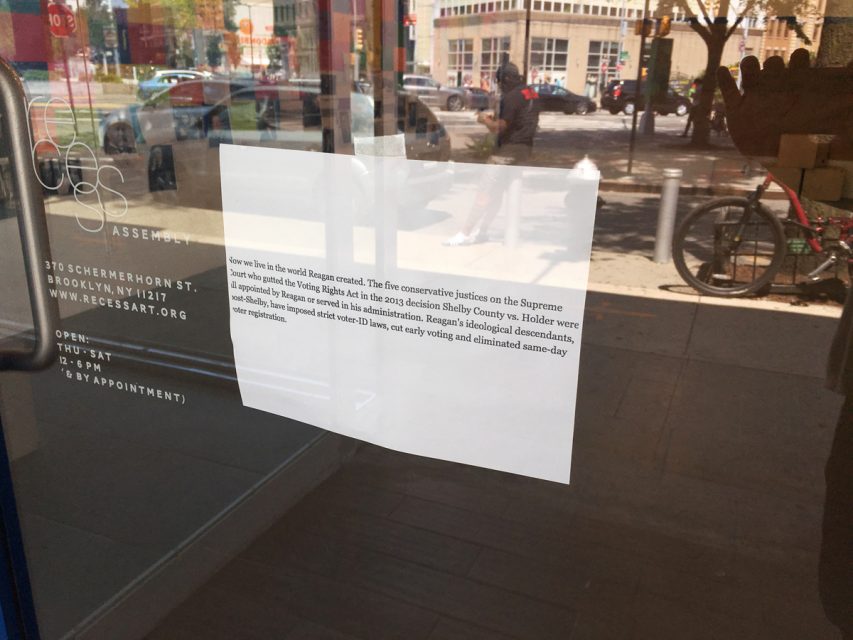 ASSEMBLY
370 SCHERMERHORN ST.
BROOKLYN, NY 11217
WWW.RECESSART.ORG
OPEN:
THU - SAT
12 - 6 PM
(& BY APPOINTMENT)
Now we live in the world Reagan created. The five conservative justices on the Supreme
Court who gutted the Voting Rights Act in the 2013 decision Shelby County vs. Holder were
all appointed by Reagan or served in his administration. Reagan's ideological descendants,
post-Shelby, have imposed strict voter-ID laws, cut early voting and eliminated same-day
voter registration.